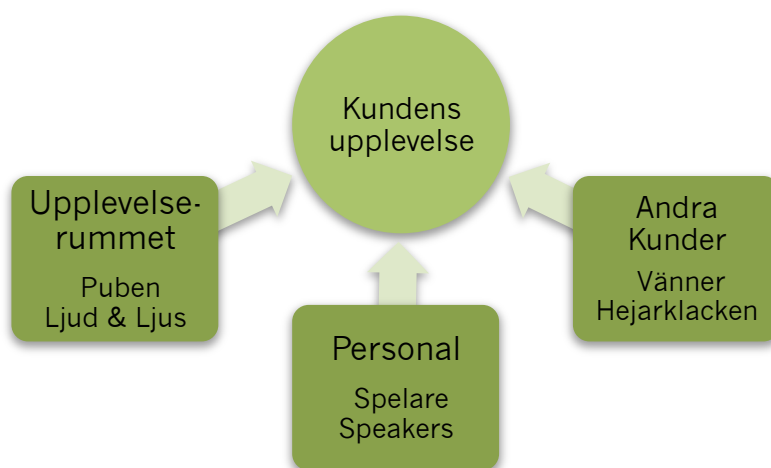 Kundens
upplevelse
Upplevelse-
rummet
Puben
Ljud & Ljus
Personal
Spelare
Speakers
Andra
Kunder
Vänner
Hejarklacken